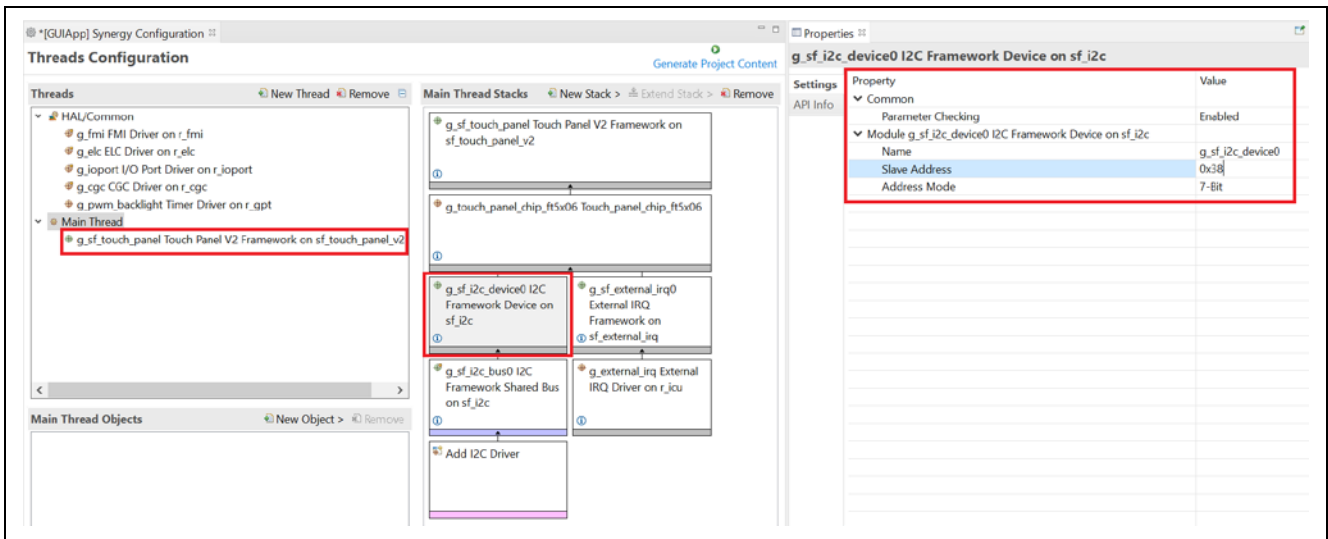 *[GUIApp] Synergy Configuration
Threads Configuration
Generate Project Content
Threads
New Thread
Remove
HAL/Common
g_fmi FMI Driver on r_fmi
g_elc ELC Driver on r_elc
g_ioport I/O Port Driver on r_ioport
g_cgc CGC Driver on r_cgc
g_pwm_backlight Timer Driver on r_gpt
Main Thread
g_sf_touch_panel Touch Panel V2 Framework on sf_touch_panel_v2
Main Thread Objects
New Object >
Remove
Main Thread Stacks
New Stack >
Extend Stack >
Remove
g_sf_touch_panel Touch Panel V2 Framework on
sf_touch_panel_v2
g_touch_panel_chip_ft5x06 Touch_panel_chip_ft5x06
g_sf_i2c_device0 I2C
Framework Device on
sf_i2c
g_sf_external_irq0
External IRQ
Framework on
sf_external_irq
g_sf_i2c_bus0 I2C
Framework Shared Bus
on sf_i2c
g_external_irq External
IRQ Driver on r_icu
Add I2C Driver
Properties
g_sf_i2c_device0 I2C Framework Device on sf_i2c
Settings
API Info
Property Value
Common
Parameter Checking Enabled
Module g_sf_i2c_device0 I2C Framework Device on sf_i2c
Name g_sf_i2c_device0
Slave Address 0x38
Address Mode 7-Bit